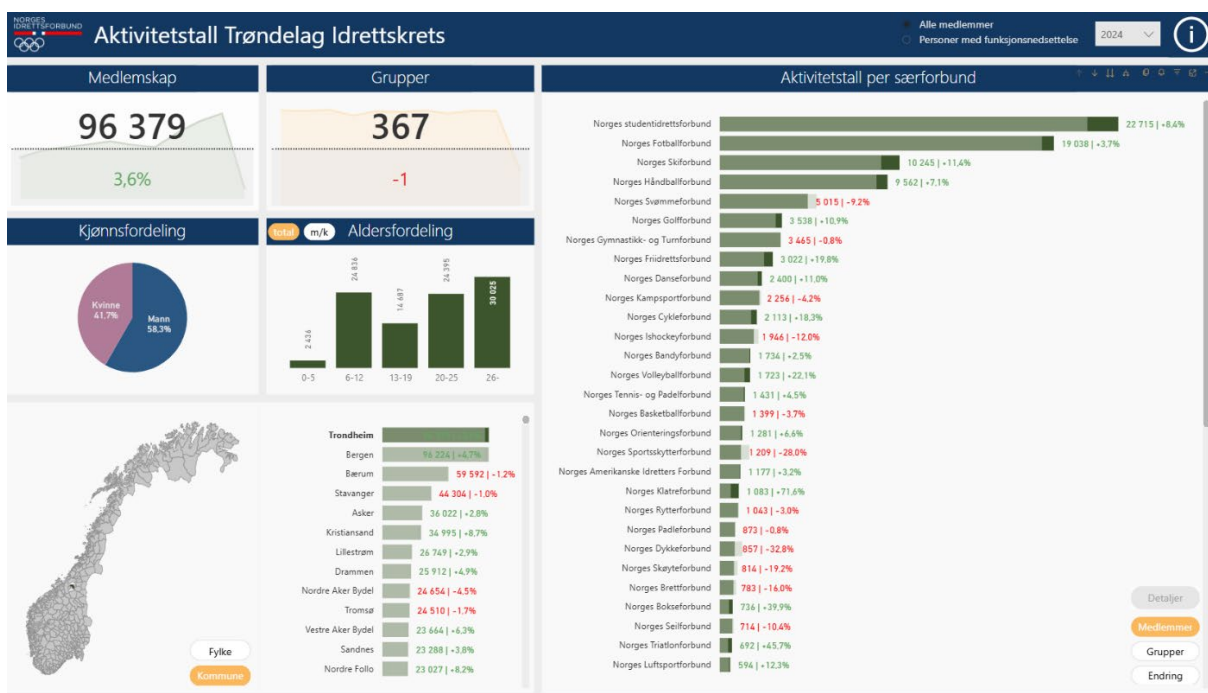 NORGES
IDRETTSFORBUND
Aktivitetstall Trøndelag Idrettskrets
Alle medlemmer
Personer med funksjonsnedsettelse
2024
i
Medlemskap
96 379
3,6%
Grupper
367
-1
Kjønnsfordeling
Kvinne
41,7%
Mann
58,3%
total
m/k
Aldersfordeling
2 436
24 836
14 687
24 395
30 025
0-5
6-12
13-19
20-25
26-
Fylke
Kommune
Trondheim
Bergen 96 224 | +4,7%
Bærum 59 592 | -1,2%
Stavanger 44 304 | -1,0%
Asker 36 022 | +2,8%
Kristiansand 34 995 | +8,7%
Lillestrøm 26 749 | +2,9%
Drammen 25 912 | +4,9%
Nordre Aker Bydel 24 654 | -4,5%
Tromsø 24 510 | -1,7%
Vestre Aker Bydel 23 664 | +6,3%
Sandnes 23 288 | +3,8%
Nordre Follo 23 027 | +8,2%
Aktivitetstall per særforbund
Norges studentidrettsforbund 22 715 | +8,4%
Norges Fotballforbund 19 038 | +3,7%
Norges Skiforbund 10 245 | +11,4%
Norges Håndballforbund 9 562 | +7,1%
Norges Svømmeforbund 5 015 | -9,2%
Norges Golfforbund 3 538 | +10,9%
Norges Gymnastikk- og Turnforbund 3 465 | -0,8%
Norges Friidrettsforbund 3 022 | +19,8%
Norges Danseforbund 2 400 | +11,0%
Norges Kampsportforbund 2 256 | -4,2%
Norges Cykleforbund 2 113 | +18,3%
Norges Ishockeyforbund 1 946 | -12,0%
Norges Bandyforbund 1 734 | +2,5%
Norges Volleyballforbund 1 723 | +22,1%
Norges Tennis- og Padelforbund 1 431 | +4,5%
Norges Basketballforbund 1 399 | -3,7%
Norges Orienteringsforbund 1 281 | +6,6%
Norges Sportsskytterforbund 1 209 | -28,0%
Norges Amerikanske Idretters Forbund 1 177 | +3,2%
Norges Klatreforbund 1 083 | +71,6%
Norges Rytterforbund 1 043 | -3,0%
Norges Padleforbund 873 | -0,8%
Norges Dykkeforbund 857 | -32,8%
Norges Skøyteforbund 814 | -19,2%
Norges Brettforbund 783 | -16,0%
Norges Bokseforbund 736 | +39,9%
Norges Seilforbund 714 | -10,4%
Norges Triatlonforbund 692 | +45,7%
Norges Luftsportforbund 594 | +12,3%
Detaljer
Medlemmer
Grupper
Endring